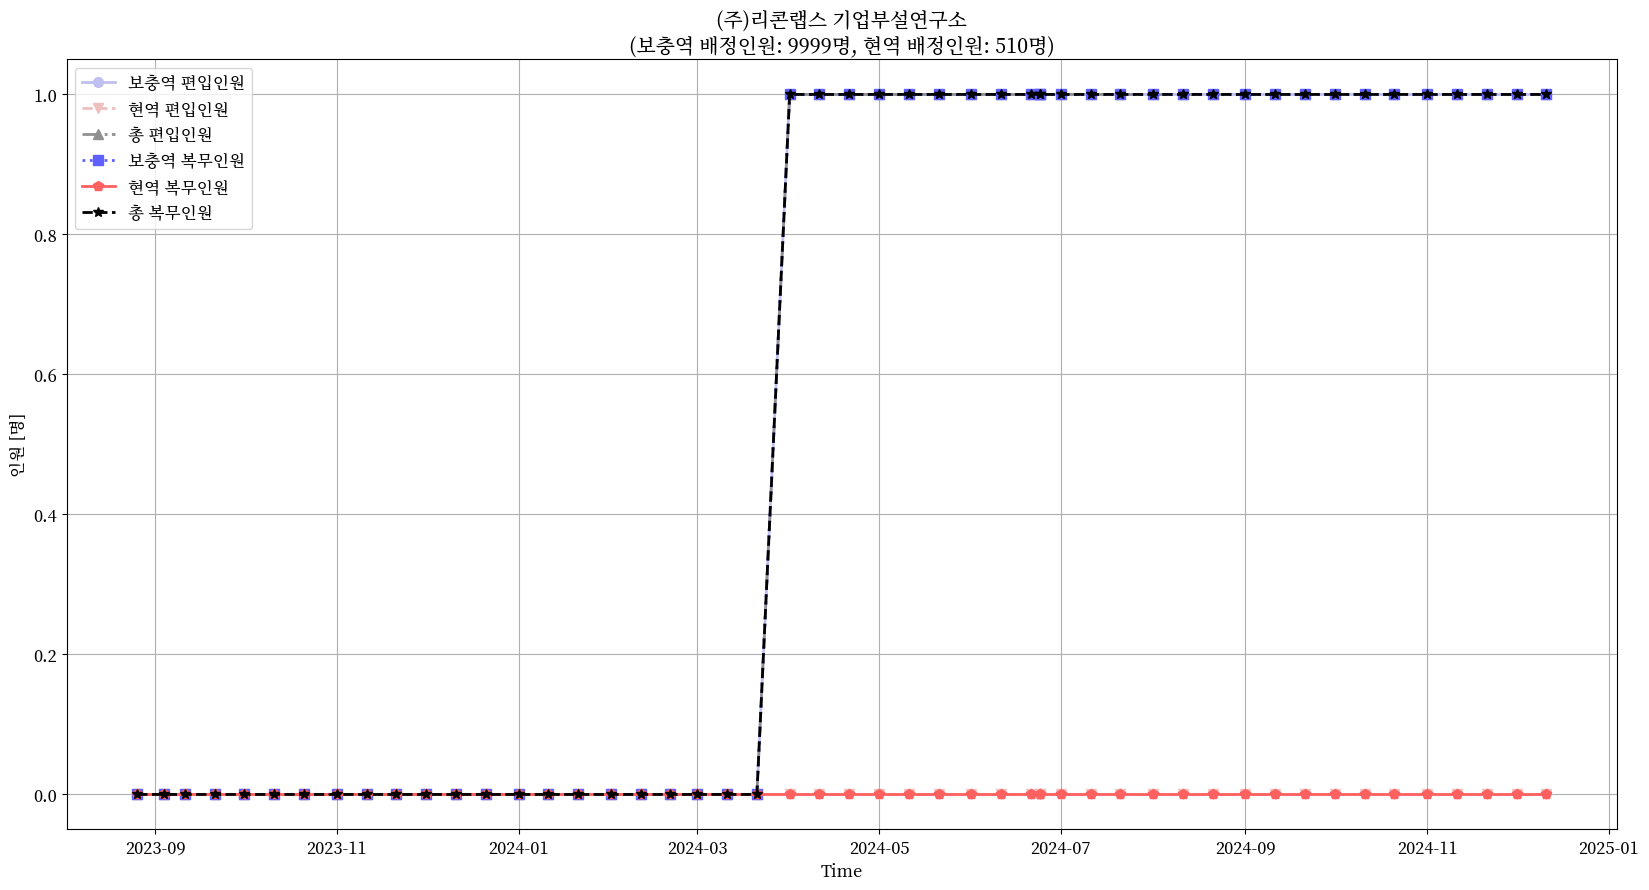 (주)리콘랩스 기업부설연구소
(보충역 배정인원: 9999명, 현역 배정인원: 510명)
보충역 편입인원
현역 편입인원
총 편입인원
보충역 복무인원
현역 복무인원
총 복무인원
1.0
0.8
0.6
0.4
0.2
0.0
인원 [명]
2023-09 2023-11 2024-01 2024-03 2024-05 2024-07 2024-09 2024-11 2025-01
Time